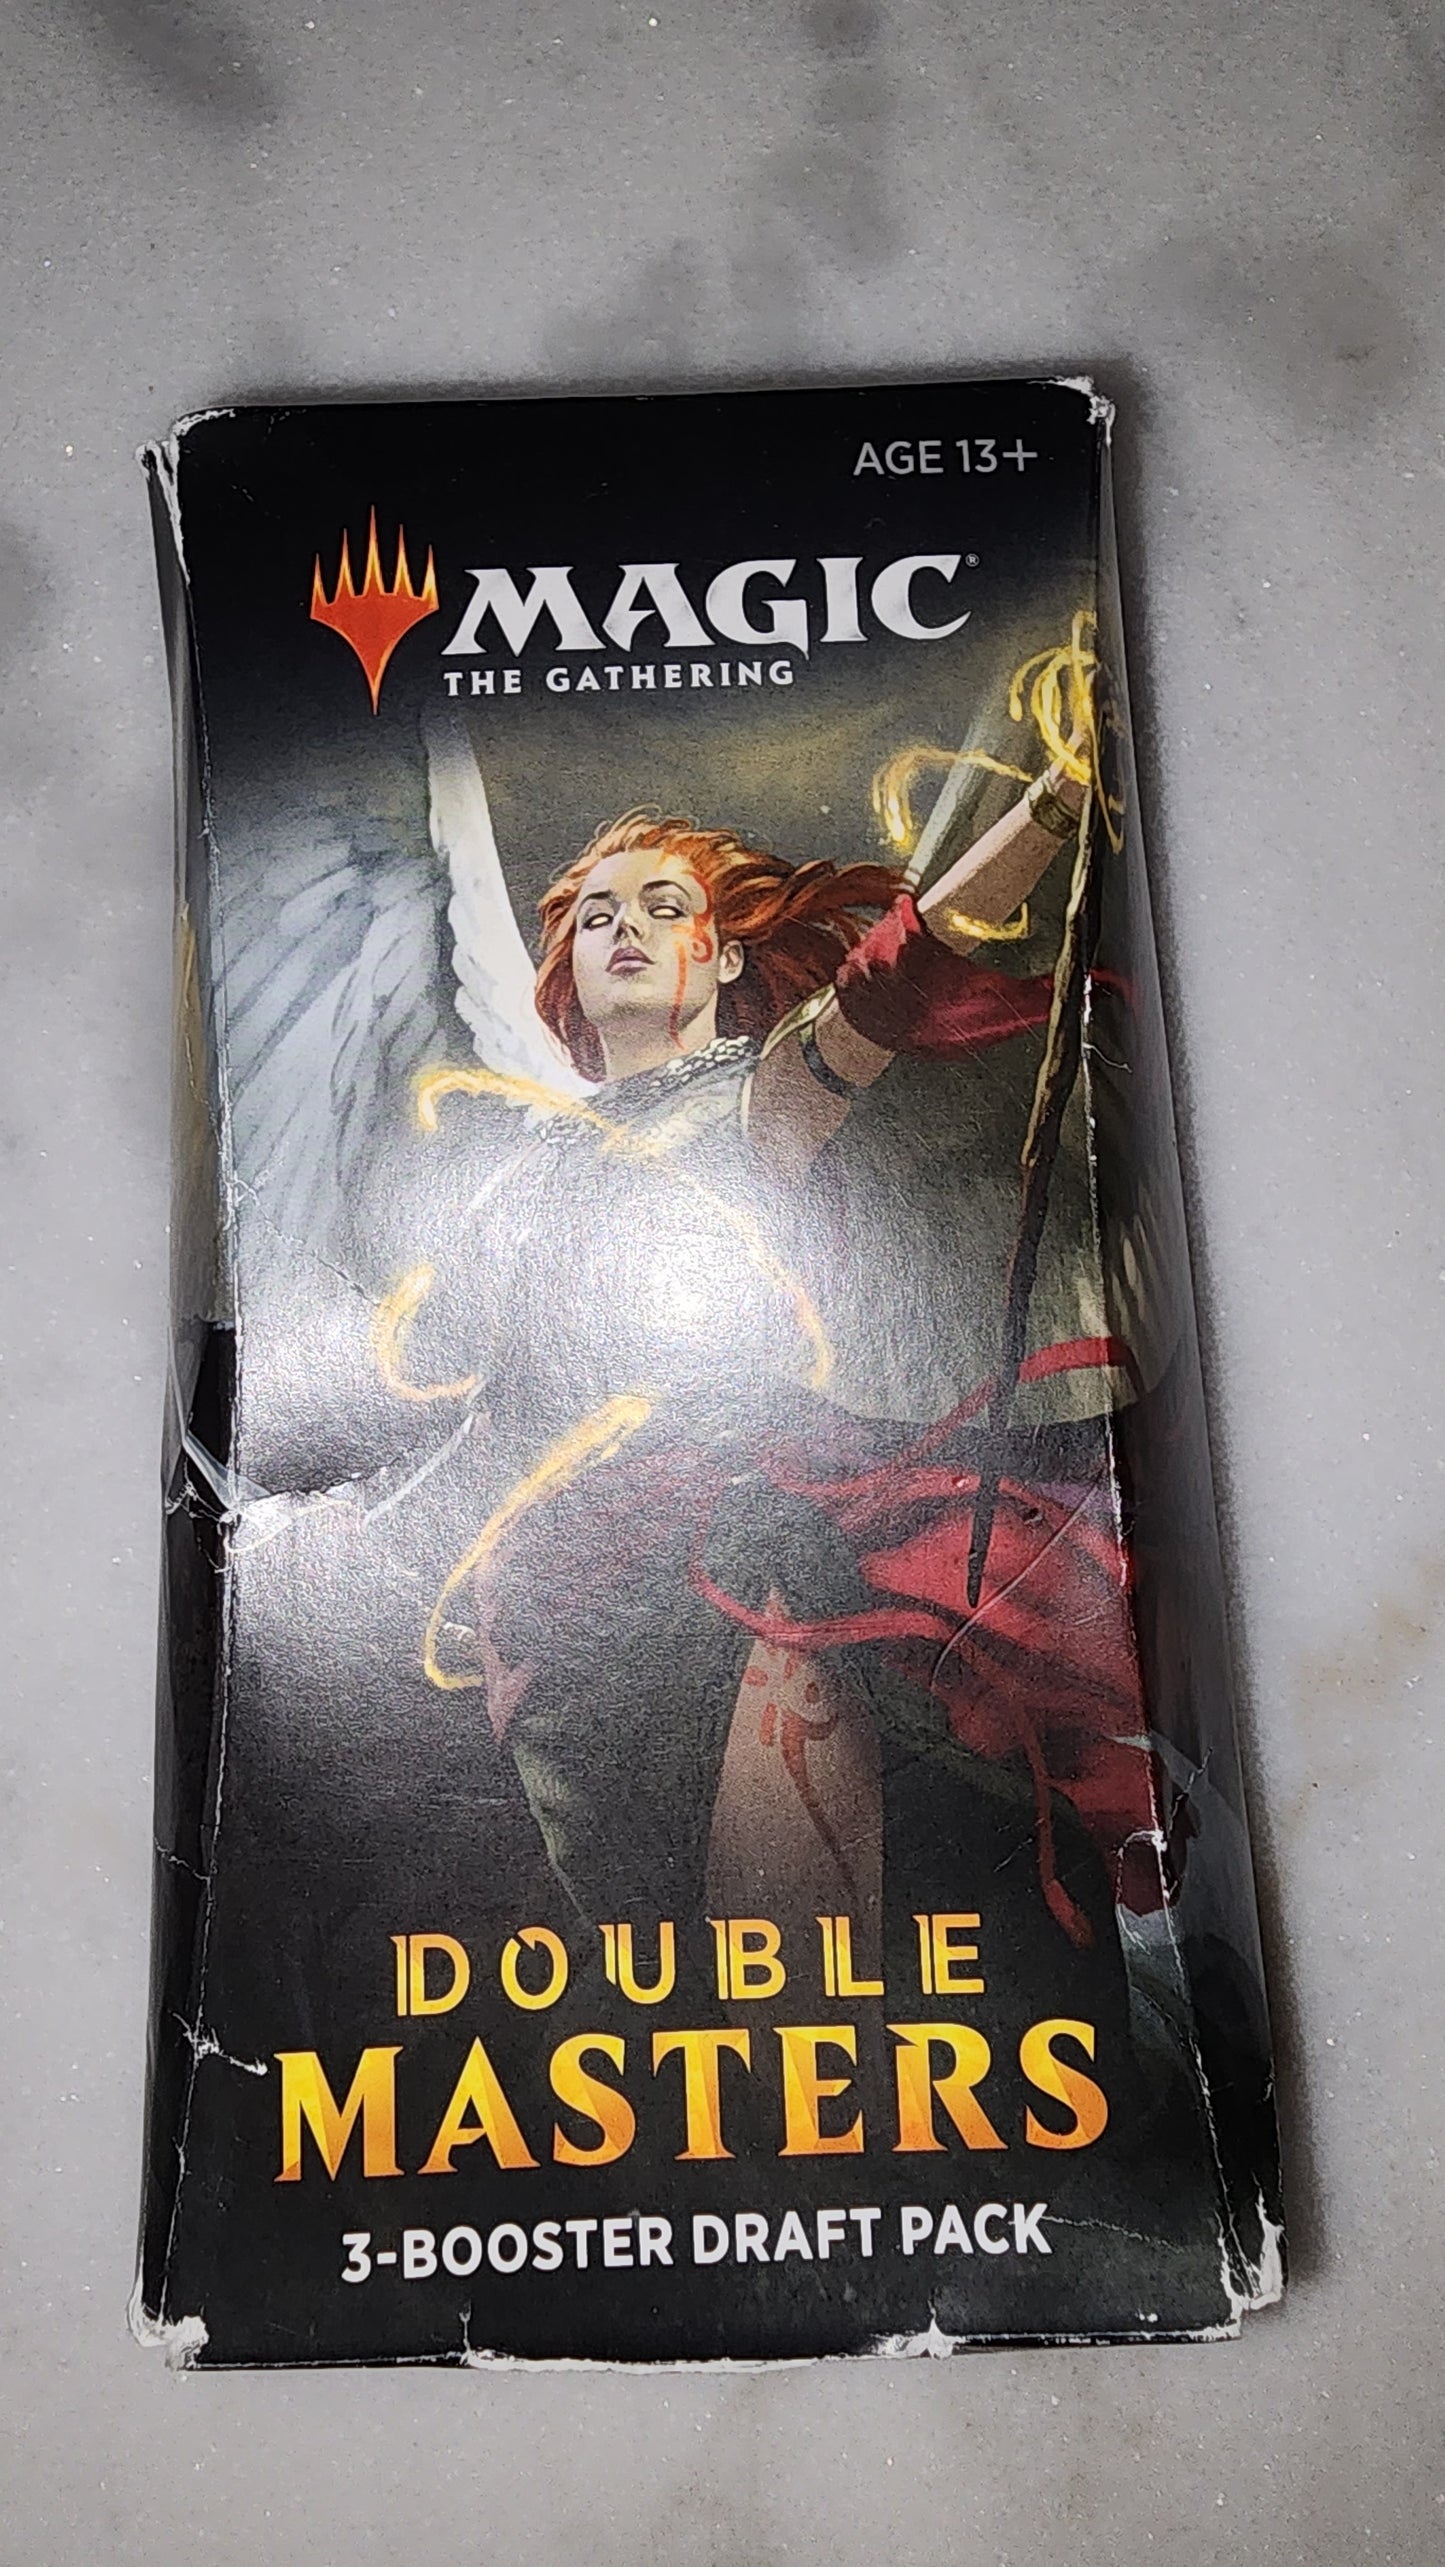 AGE 13+
MAGIC®
THE GATHERING
DOUBLE
MASTERS
3-BOOSTER DRAFT PACK